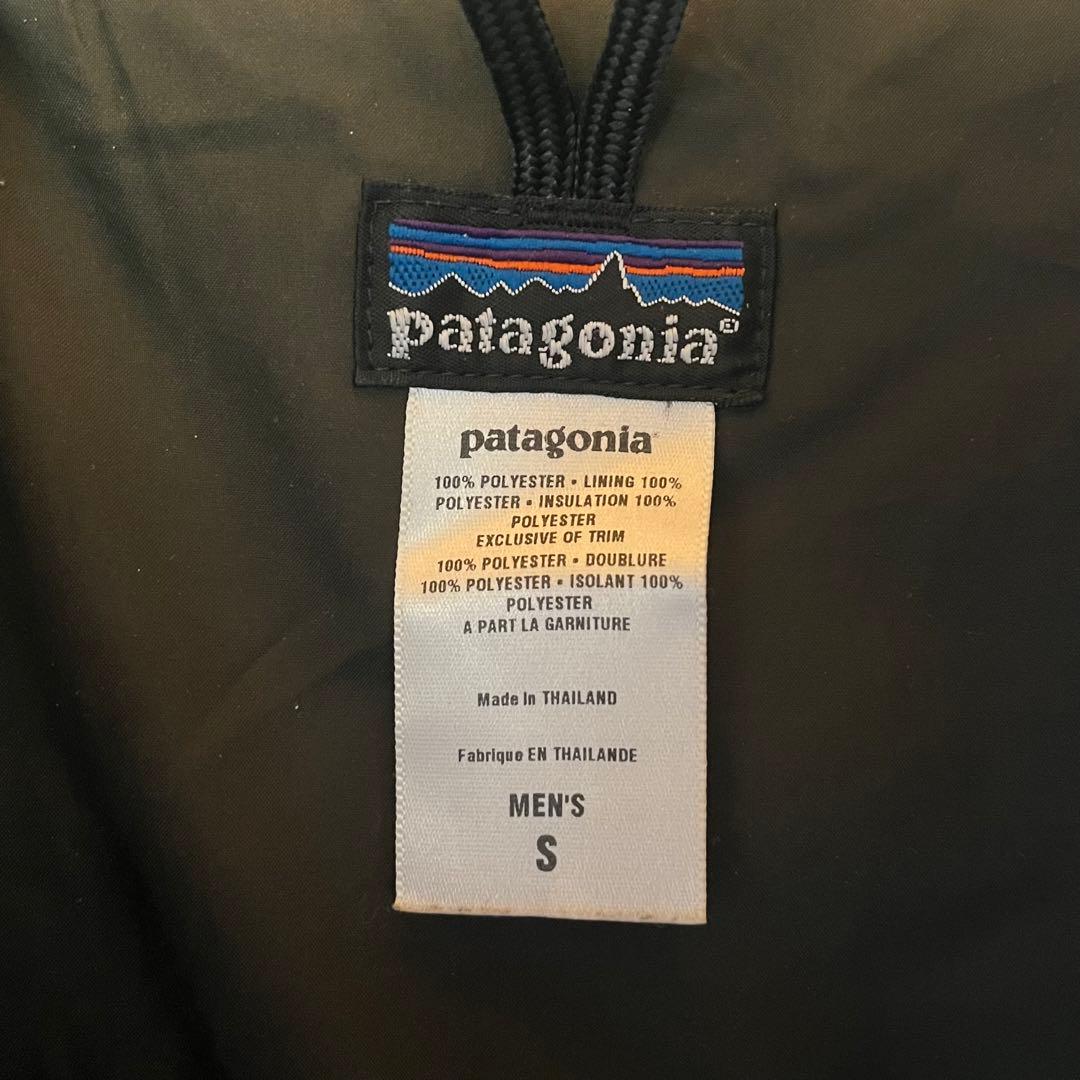 patagonia®
patagonia
100% POLYESTER • LINING 100%
POLYESTER • INSULATION 100%
POLYESTER
EXCLUSIVE OF TRIM
100% POLYESTER • DOUBLURE
100% POLYESTER • ISOLANT 100%
POLYESTER
A PART LA GARNITURE
Made In THAILAND
Fabrique EN THAILANDE
MEN'S
S